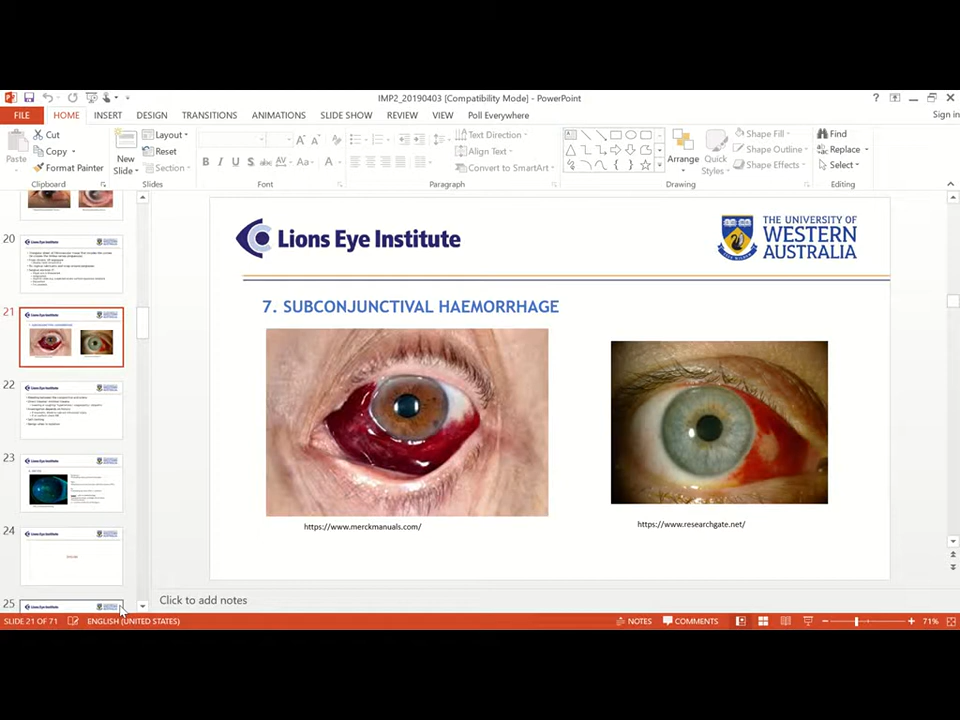 IMP2_20190403 [Compatibility Mode] - PowerPoint
Sign in
FILE HOME INSERT DESIGN TRANSITIONS ANIMATIONS SLIDE SHOW REVIEW VIEW Poll Everywhere
Paste
Cut
Copy
Format Painter
Clipboard
New
Slide
Layout
Reset
Section
Slides
Font
Text Direction
Align Text
Convert to SmartArt
Paragraph
Arrange
Quick
Styles
Shape Fill
Shape Outline
Shape Effects
Drawing
Find
Replace
Select
Editing
20
21
22
23
24
25
Lions Eye Institute
THE UNIVERSITY OF
WESTERN
AUSTRALIA
7. SUBCONJUNCTIVAL HAEMORRHAGE
https://www.merckmanuals.com/
https://www.researchgate.net/
Click to add notes
SLIDE 21 OF 71 ENGLISH (UNITED STATES) NOTES COMMENTS 71%